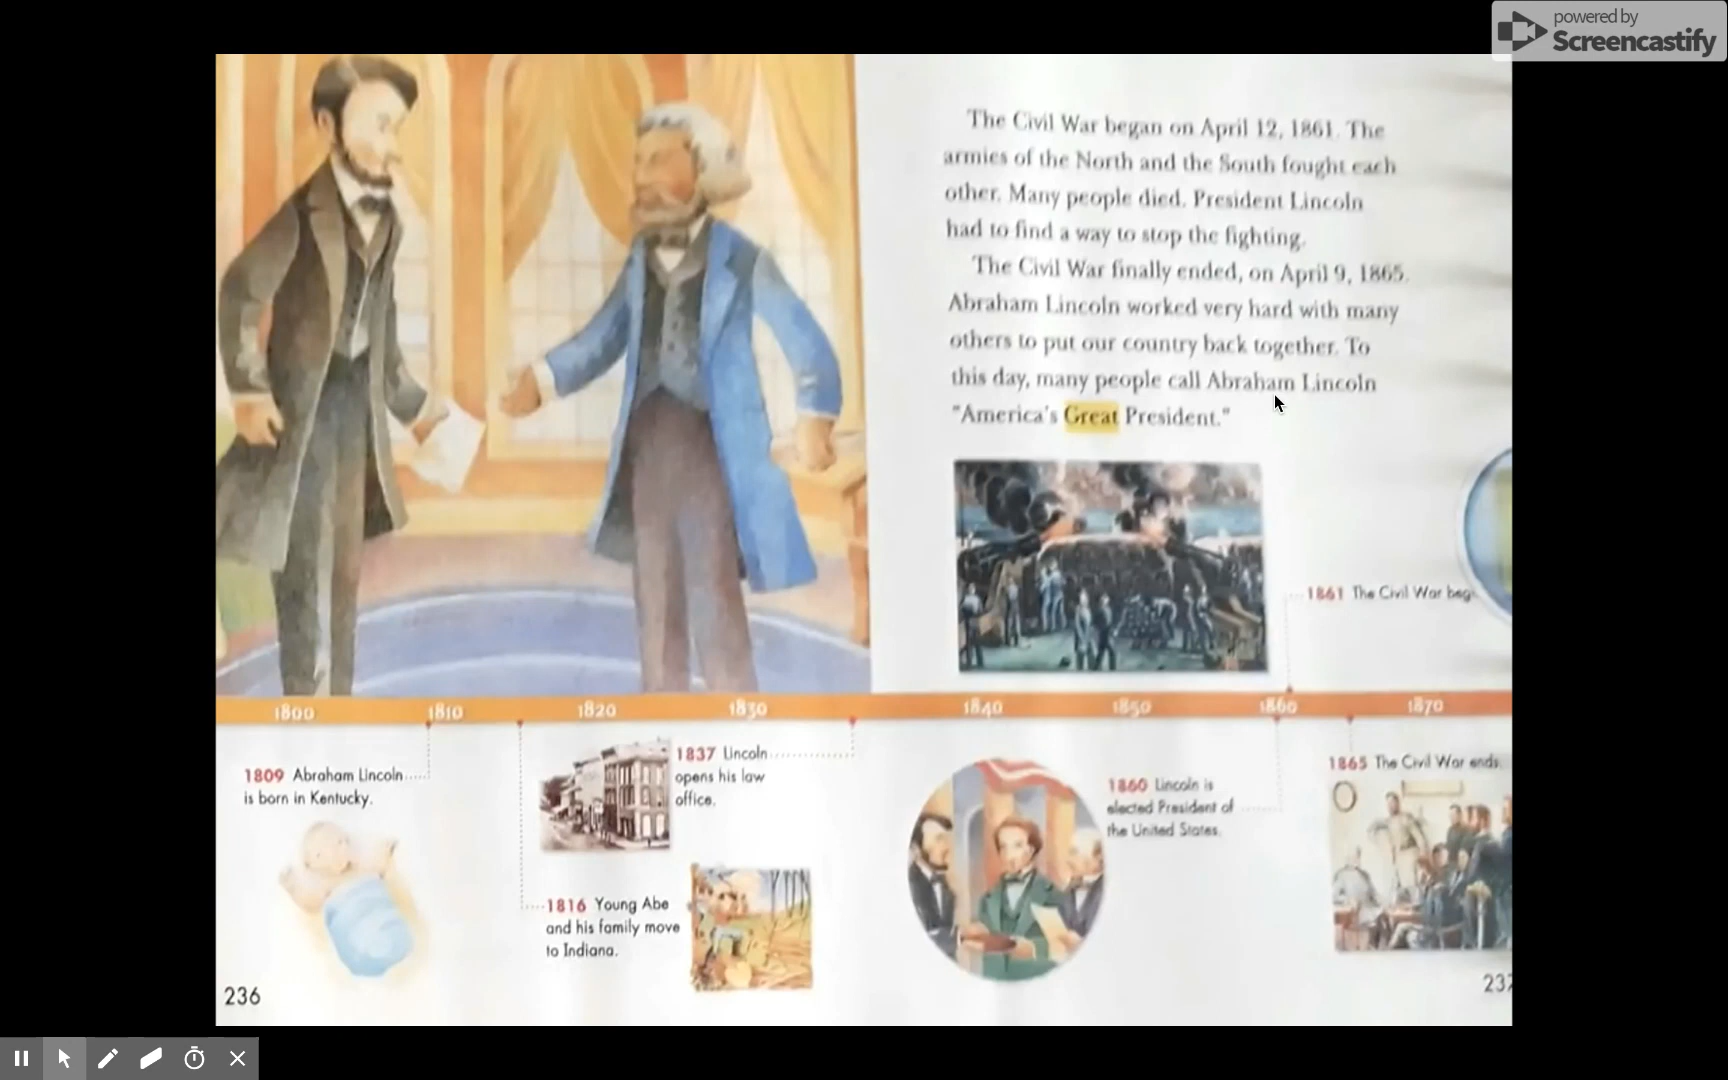 powered by
Screencastify
The Civil War began on April 12, 1861. The
armies of the North and the South fought each
other. Many people died. President Lincoln
had to find a way to stop the fighting.
The Civil War finally ended, on April 9, 1865.
Abraham Lincoln worked very hard with many
others to put our country back together. To
this day, many people call Abraham Lincoln
"America's Great President."
1861 The Civil War beg
1800 1810 1820 1830 1840 1850 1860 1870
1809 Abraham Lincoln
is born in Kentucky.
1837 Lincoln
opens his law
office.
1816 Young Abe
and his family move
to Indiana.
1860 Lincoln is
elected President of
the United States.
1865 The Civil War ends.
236
237